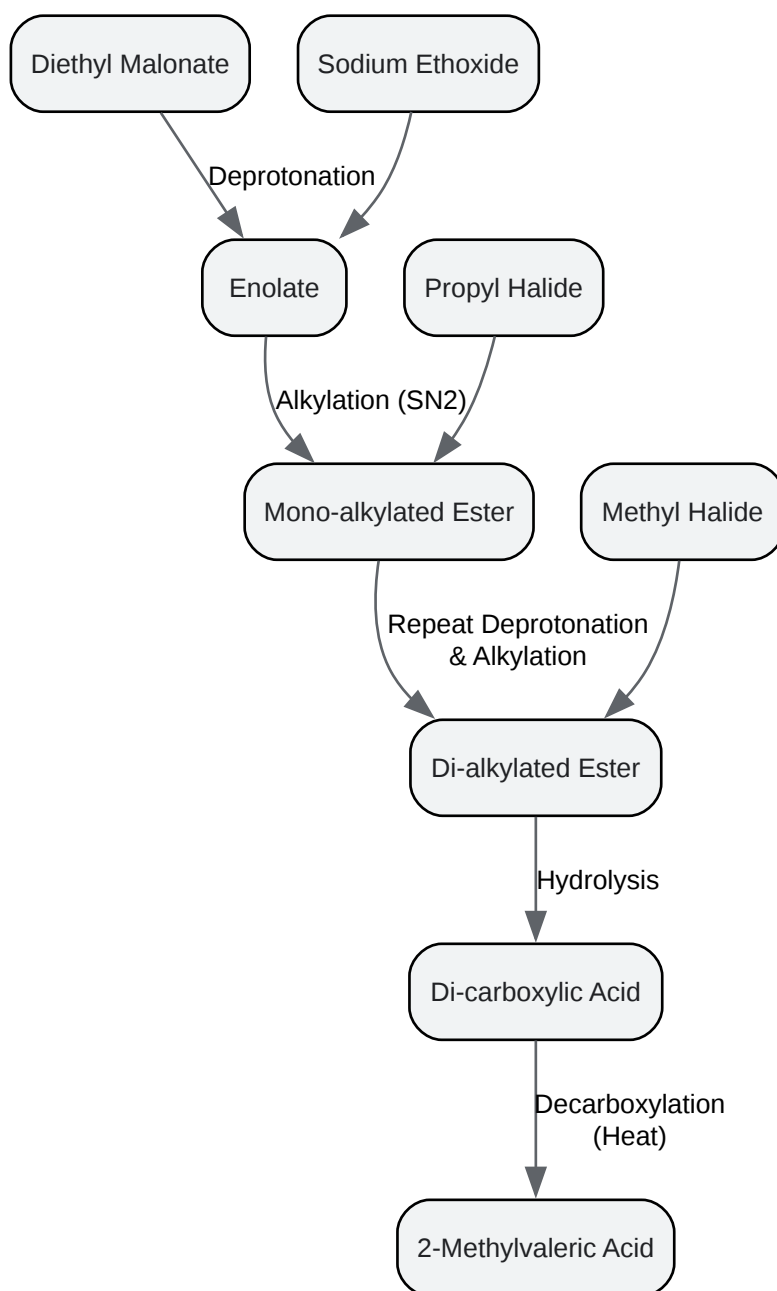 Diethyl Malonate
Sodium Ethoxide
Deprotonation
Enolate
Propyl Halide
Alkylation (SN2)
Mono-alkylated Ester
Methyl Halide
Repeat Deprotonation
& Alkylation
Di-alkylated Ester
Hydrolysis
Di-carboxylic Acid
Decarboxylation
(Heat)
2-Methylvaleric Acid